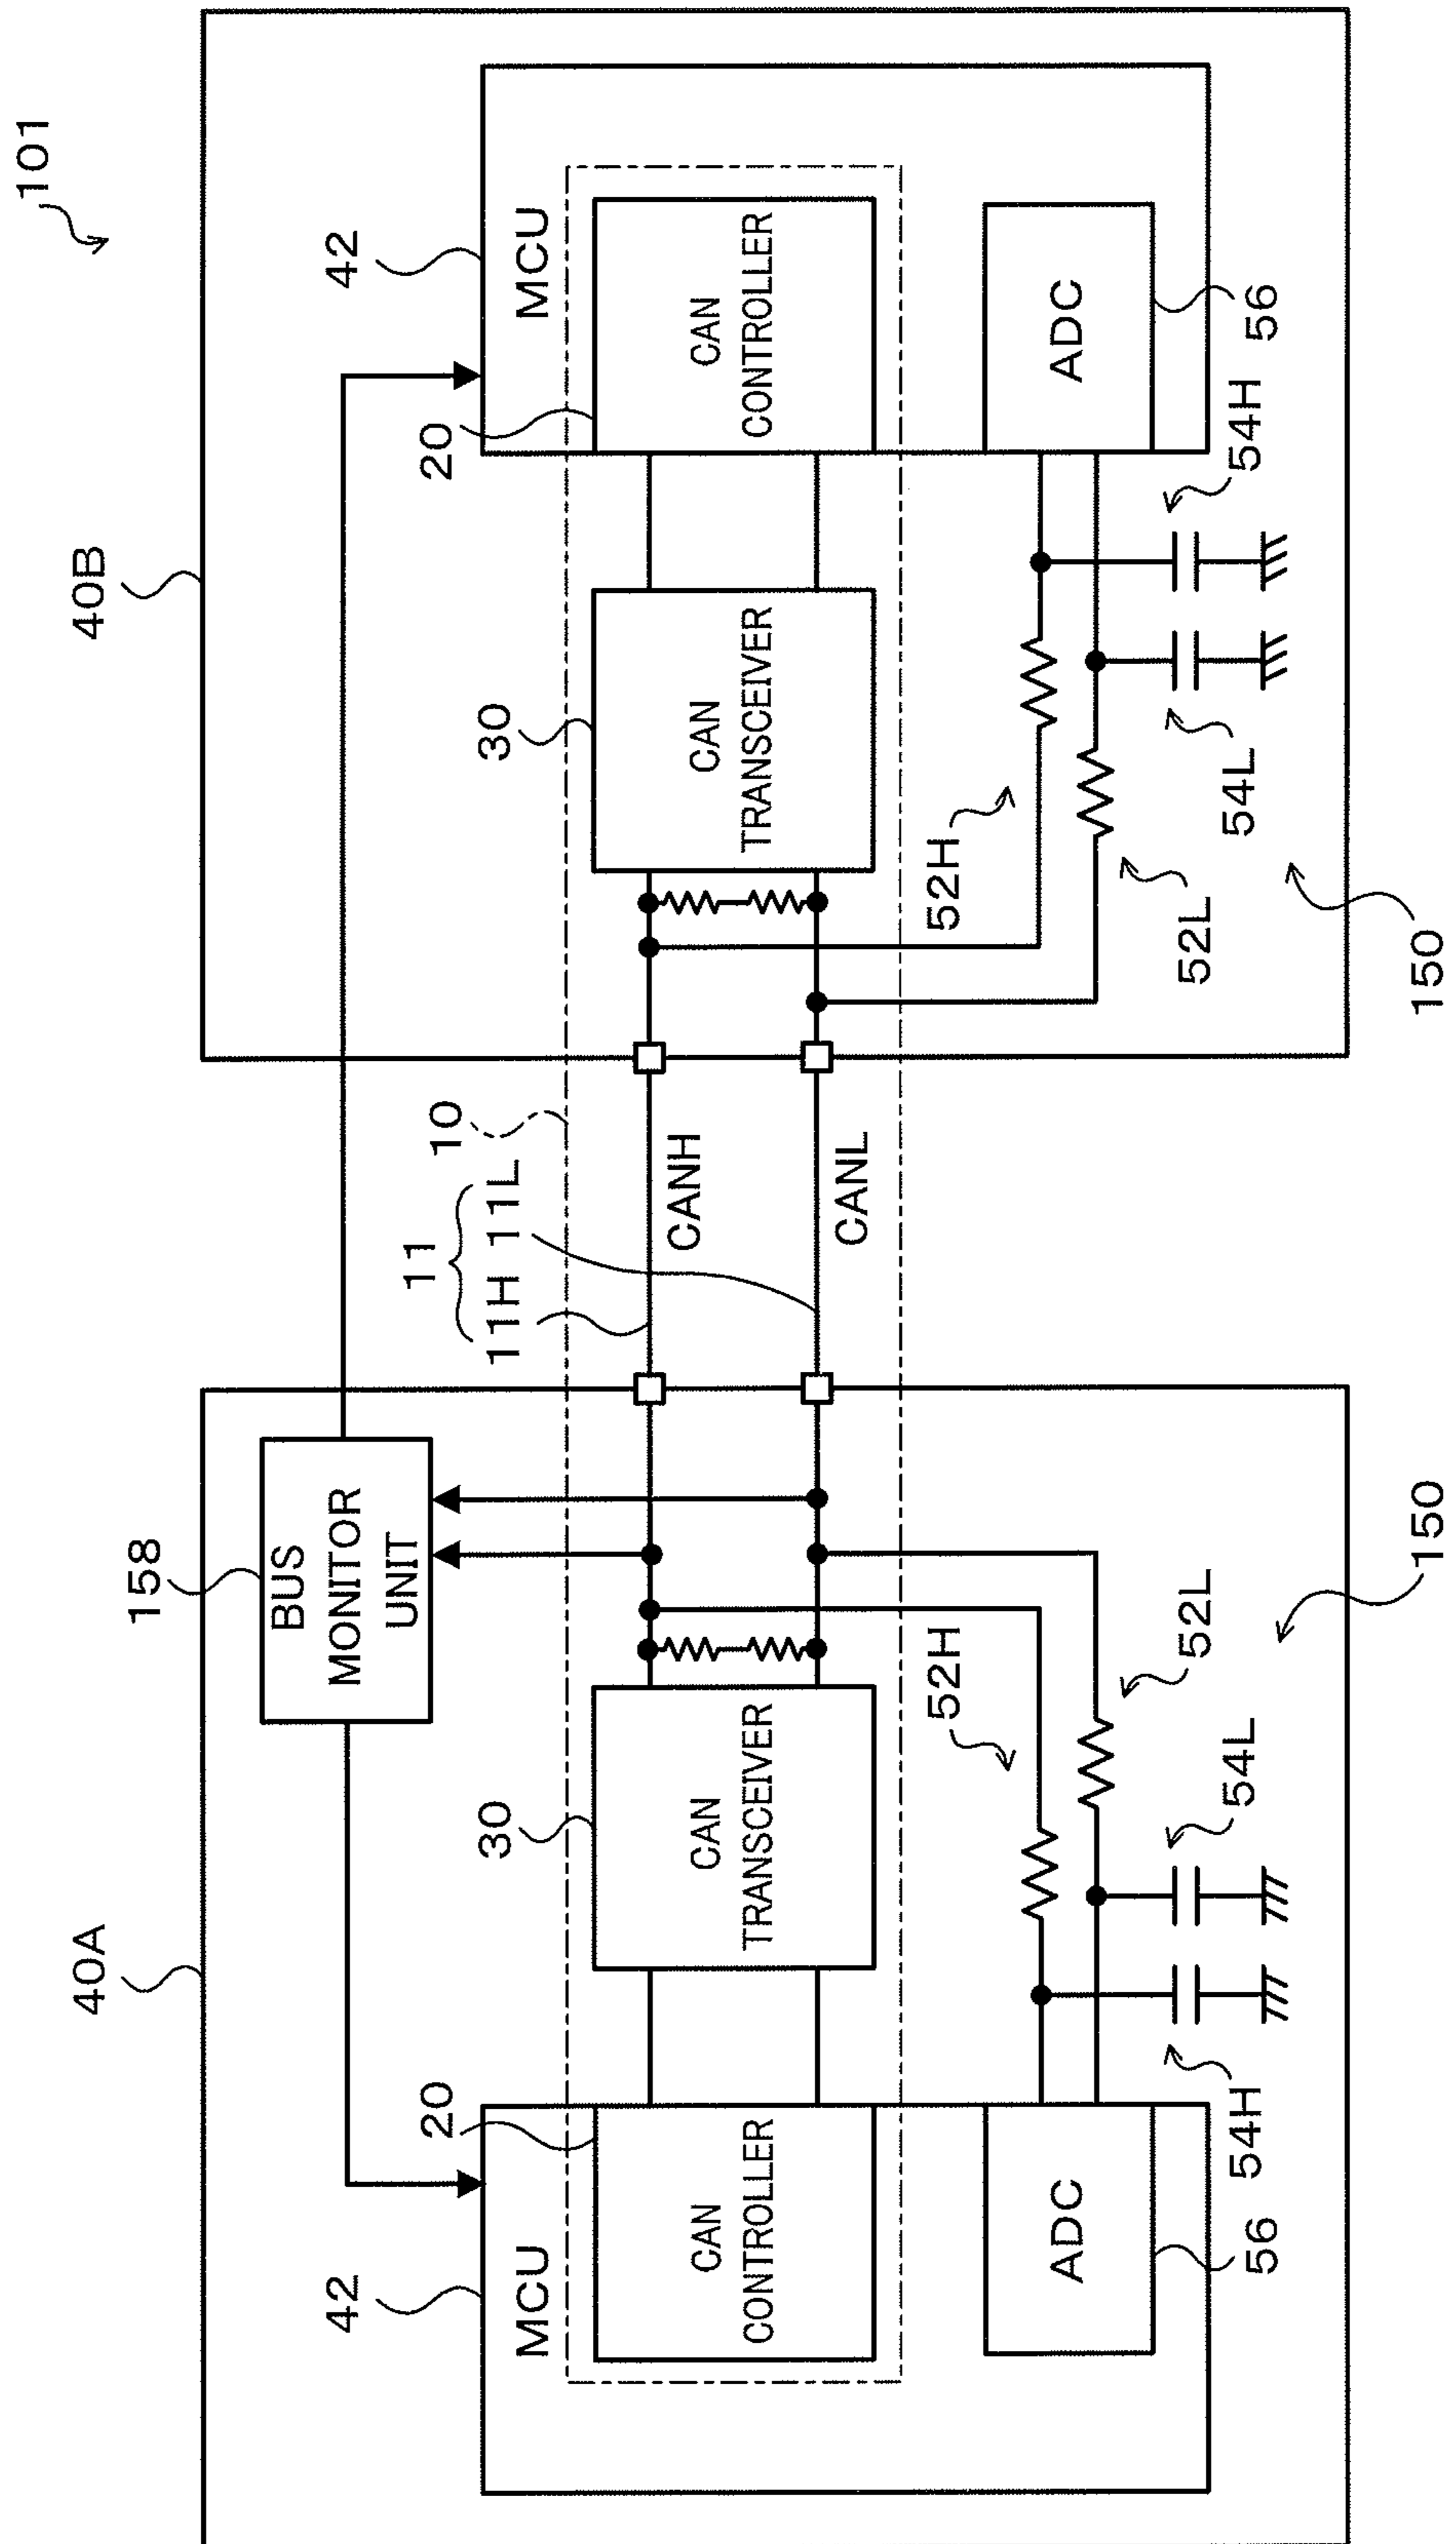 101
40A
40B
158
BUS
MONITOR
UNIT
42
MCU
20
CAN
CONTROLLER
30
CAN
TRANSCEIVER
11
11H 11L
10
CANH
CANL
30
CAN
TRANSCEIVER
20
CAN
CONTROLLER
42
MCU
ADC
56
54H
54L
52H
52L
150
52H
52L
54L
54H
ADC
56
150